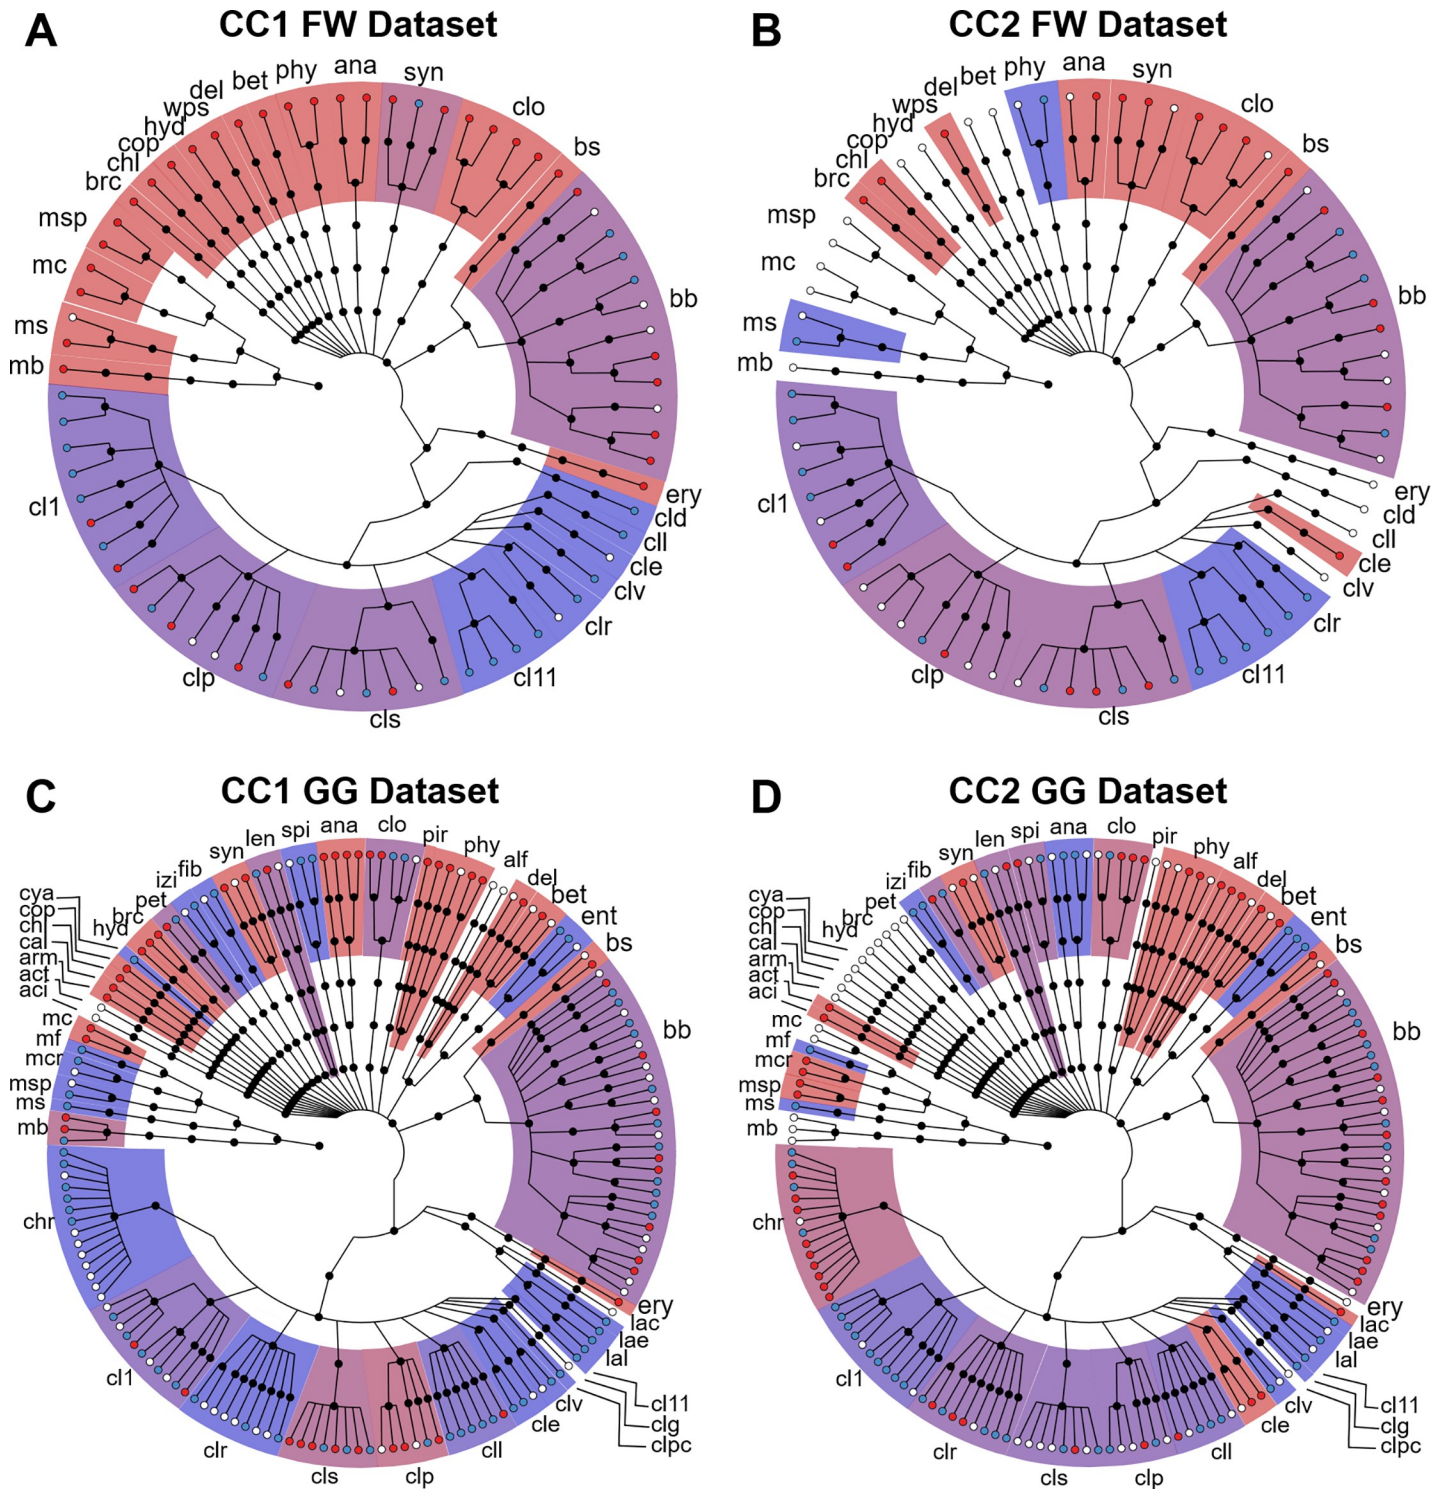 A
CC1 FW Dataset
mb
ms
mc
msp
brc
chl
cop
hyd
wps
del
bet
phy
ana
syn
clo
bs
bb
ery
cld
cll
cle
clv
clr
cl11
cls
clp
cl1
B
CC2 FW Dataset
mb
ms
mc
msp
brc
chl
cop
hyd
wps
del
bet
phy
ana
syn
clo
bs
bb
ery
cld
cll
cle
clv
clr
cl11
cls
clp
cl1
C
CC1 GG Dataset
mb
ms
msp
mcr
mf
mc
aci
act
arm
cal
chl
cop
cya
hyd
brc
pet
izi
fib
syn
len
spi
ana
clo
pir
phy
alf
del
bet
ent
bs
bb
ery
lac
lae
lal
cl11
clg
clpc
clv
cle
cll
clp
cls
clr
cl1
chr
D
CC2 GG Dataset
mb
ms
msp
mcr
mf
mc
aci
act
arm
cal
chl
cop
cya
hyd
brc
pet
izi
fib
syn
len
spi
ana
clo
pir
phy
alf
del
bet
ent
bs
bb
ery
lac
lae
lal
cl11
clg
clpc
clv
cle
cll
clp
cls
clr
cl1
chr